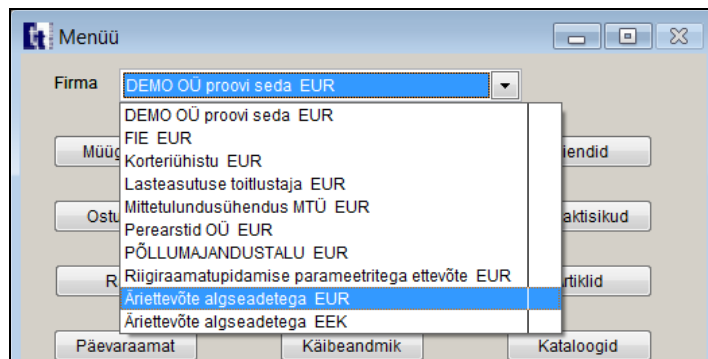 Menüü
Firma
DEMO OÜ proovi seda EUR
DEMO OÜ proovi seda EUR
FIE EUR
Korteriühistu EUR
Lasteasutuse toitlustaja EUR
Mittetulundusühendus MTÜ EUR
Perearstid OÜ EUR
PÕLLUMAJANDUSTALU EUR
Riigiraamatupidamise parameetritega ettevõte EUR
Äriettevõte algseadetega EUR
Äriettevõte algseadetega EEK
Päevaraamat Käibeandmik Kataloogid